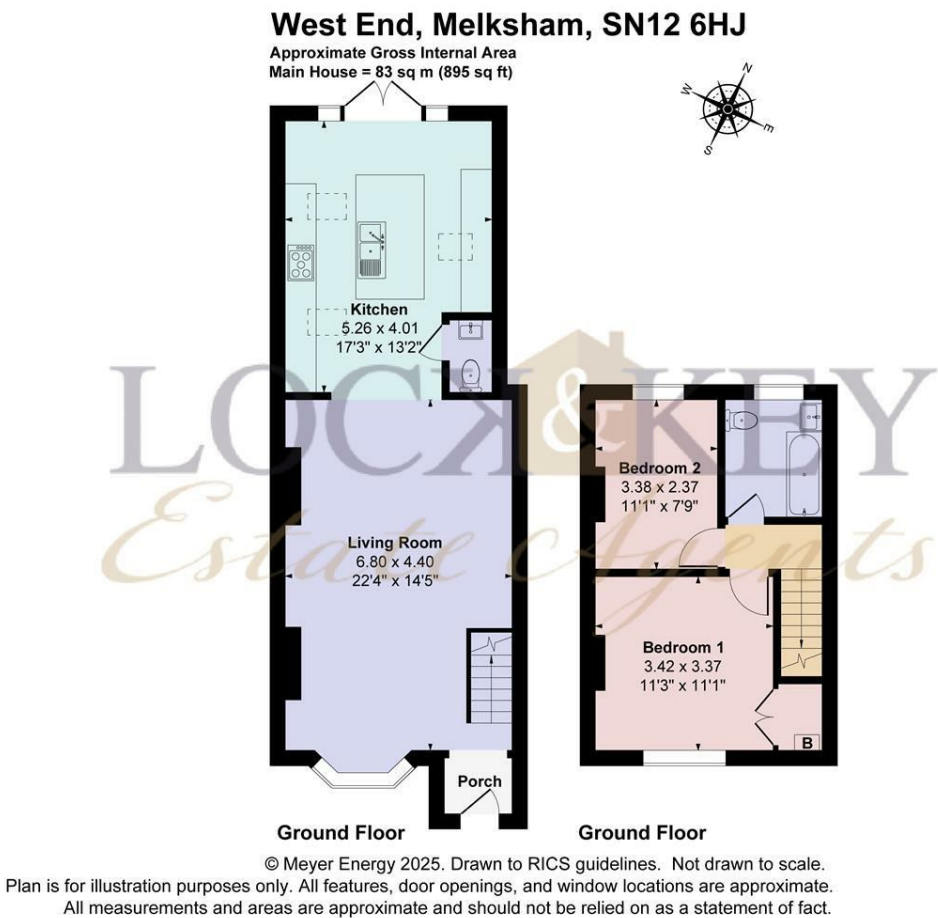 West End, Melksham, SN12 6HJ
Approximate Gross Internal Area
Main House = 83 sq m (895 sq ft)
N
W
E
S
Kitchen
5.26 x 4.01
17'3" x 13'2"
LOCK & KEY
Estate Agents
Living Room
6.80 x 4.40
22'4" x 14'5"
Porch
Ground Floor
Bedroom 2
3.38 x 2.37
11'1" x 7'9"
Bedroom 1
3.42 x 3.37
11'3" x 11'1"
B
Ground Floor
© Meyer Energy 2025. Drawn to RICS guidelines. Not drawn to scale.
Plan is for illustration purposes only. All features, door openings, and window locations are approximate.
All measurements and areas are approximate and should not be relied on as a statement of fact.